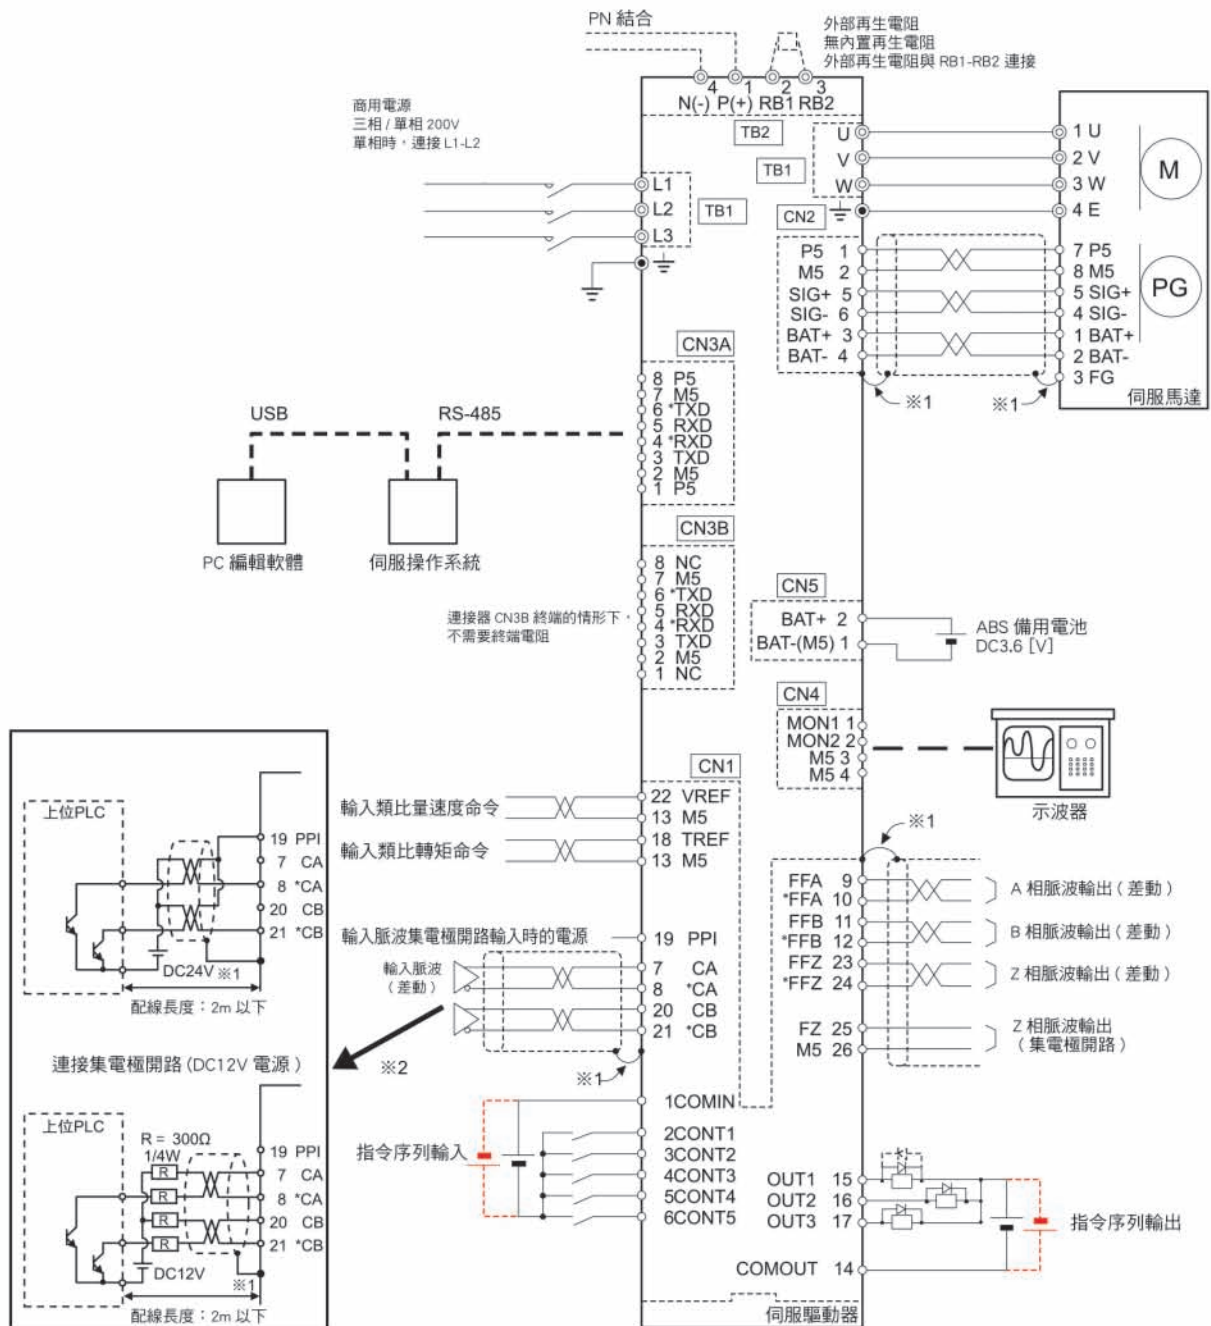 PN 結合
外部再生電阻
無內置再生電阻
外部再生電阻與 RB1-RB2 連接
4 1 2 3
N(-) P(+) RB1 RB2
商用電源
三相 / 單相 200V
單相時,連接 L1-L2
TB2
TB1
U
V
W
1 U
2 V
3 W
4 E
M
L1
L2
L3
TB1
CN2
P5 1
M5 2
SIG+ 5
SIG- 6
BAT+ 3
BAT- 4
7 P5
8 M5
5 SIG+
4 SIG-
1 BAT+
2 BAT-
3 FG
PG
伺服馬達
※1
※1
CN3A
8 P5
7 M5
6 *TXD
5 RXD
4 *RXD
3 TXD
2 M5
1 P5
USB
RS-485
PC 編輯軟體
伺服操作系統
CN3B
8 NC
7 M5
6 *TXD
5 RXD
4 *RXD
3 TXD
2 M5
1 NC
連接器 CN3B 終端的情形下,
不需要終端電阻
CN5
BAT+ 2
BAT-(M5) 1
ABS 備用電池
DC3.6 [V]
CN4
MON1 1
MON2 2
M5 3
M5 4
示波器
CN1
輸入類比量速度命令
22 VREF
13 M5
輸入類比轉矩命令
18 TREF
13 M5
輸入脈波集電極開路輸入時的電源
19 PPI
輸入脈波
(差動)
7 CA
8 *CA
20 CB
21 *CB
※2
※1
指令序列輸入
1COMIN
2CONT1
3CONT2
4CONT3
5CONT4
6CONT5
※1
FFA 9
*FFA 10
FFB 11
*FFB 12
FFZ 23
*FFZ 24
FZ 25
M5 26
A 相脈波輸出 ( 差動 )
B 相脈波輸出 ( 差動 )
Z 相脈波輸出 ( 差動 )
Z 相脈波輸出
( 集電極開路 )
OUT1 15
OUT2 16
OUT3 17
COMOUT 14
指令序列輸出
伺服驅動器
上位PLC
19 PPI
7 CA
8 *CA
20 CB
21 *CB
DC24V ※1
配線長度:2m 以下
連接集電極開路 (DC12V 電源 )
上位PLC
R = 300Ω
1/4W
R
R
R
R
19 PPI
7 CA
8 *CA
20 CB
21 *CB
DC12V
※1
配線長度:2m 以下